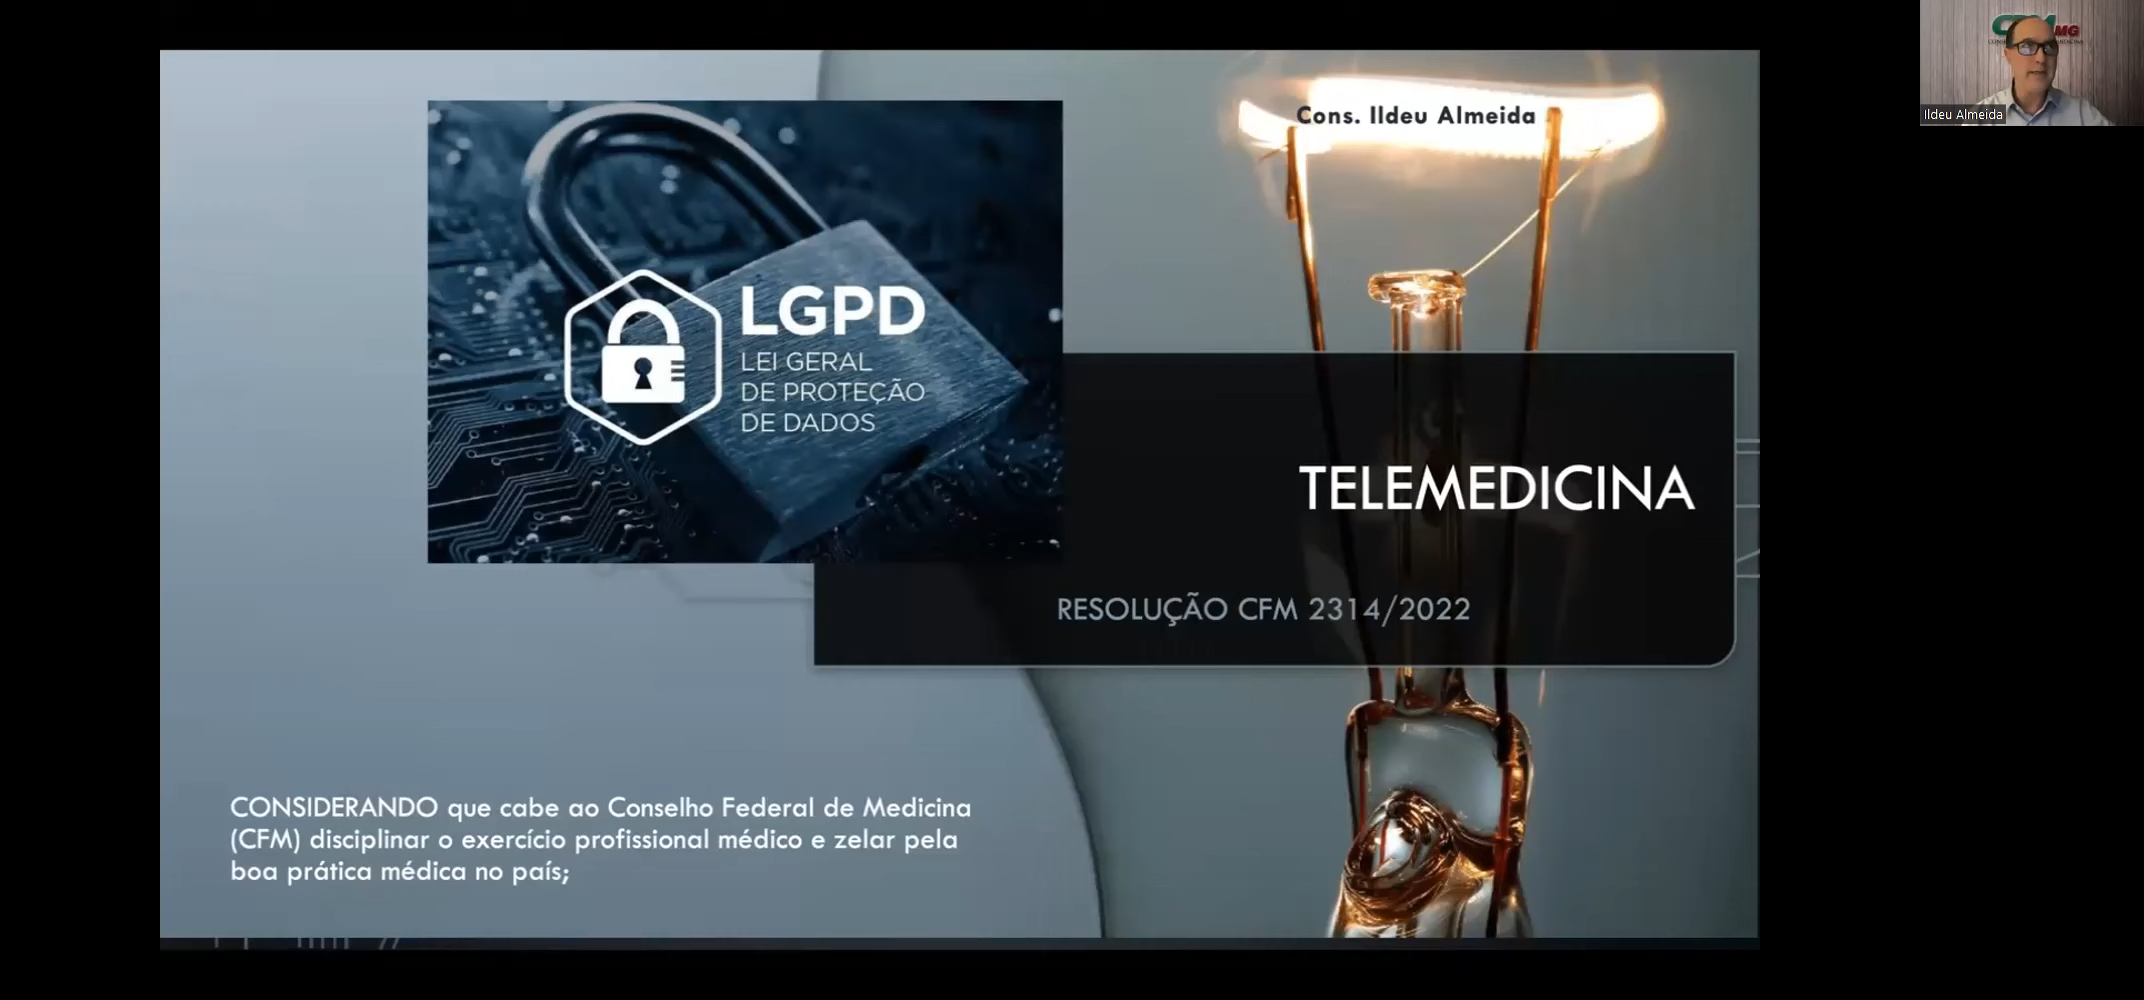 Cons. Ildeu Almeida
LGPD
LEI GERAL
DE PROTEÇÃO
DE DADOS
TELEMEDICINA
RESOLUÇÃO CFM 2314/2022
CONSIDERANDO que cabe ao Conselho Federal de Medicina
(CFM) disciplinar o exercício profissional médico e zelar pela
boa prática médica no país;
MG
Ildeu Almeida